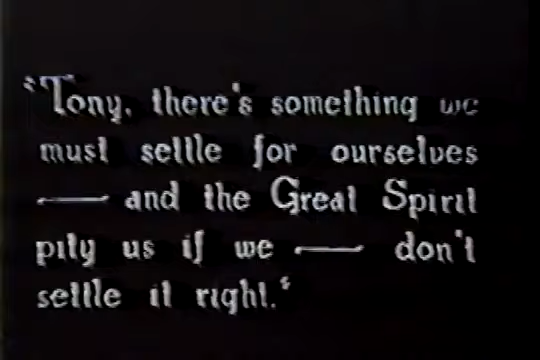 "Tony, there's something we
must settle for ourselves
— and the Great Spirit
pity us if we — don't
settle it right."